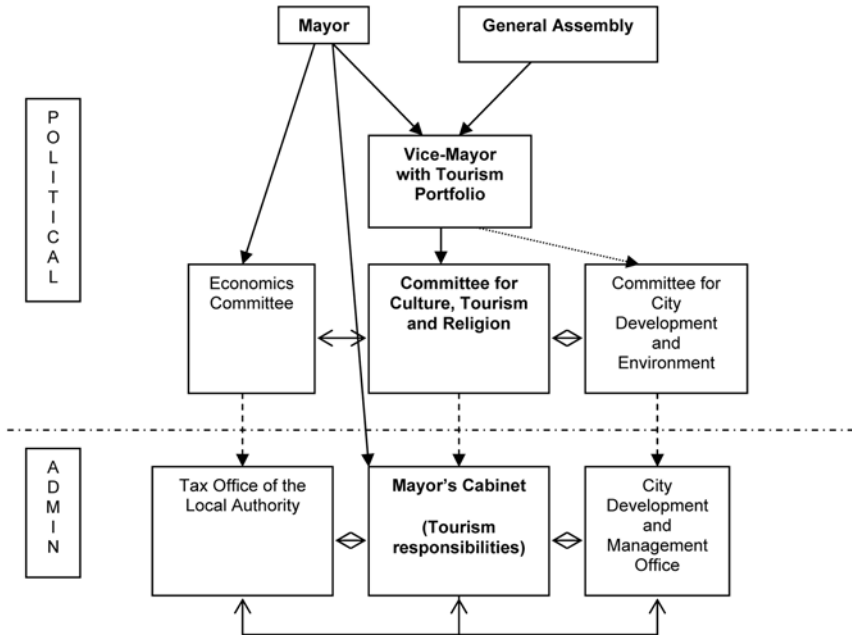 Mayor
General Assembly
P
O
L
I
T
I
C
A
L
Vice-Mayor
with Tourism
Portfolio
Economics
Committee
Committee for
Culture, Tourism
and Religion
Committee for
City
Development
and
Environment
A
D
M
I
N
Tax Office of the
Local Authority
Mayor’s Cabinet
(Tourism
responsibilities)
City
Development
and
Management
Office